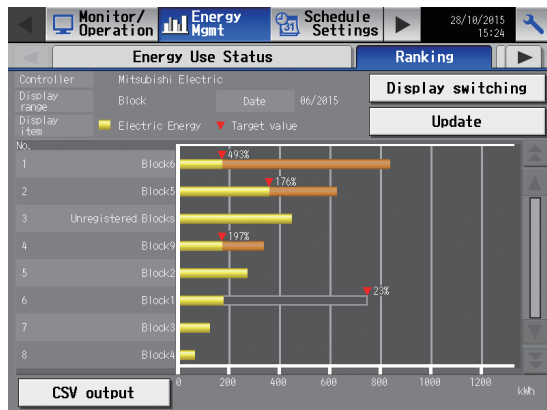 Monitor/ Operation
Energy Mgmt
Schedule Settings
28/10/2015
15:24
Energy Use Status
Ranking
Controller Mitsubishi Electric
Display range Block Date 06/2015
Display item Electric Energy Target value
Display switching
Update
No.
1 Block6 493%
2 Block5 176%
3 Unregistered Blocks
4 Block9 197%
5 Block2
6 Block1 23%
7 Block3
8 Block4
0 200 400 600 800 1000 1200 kWh
CSV output